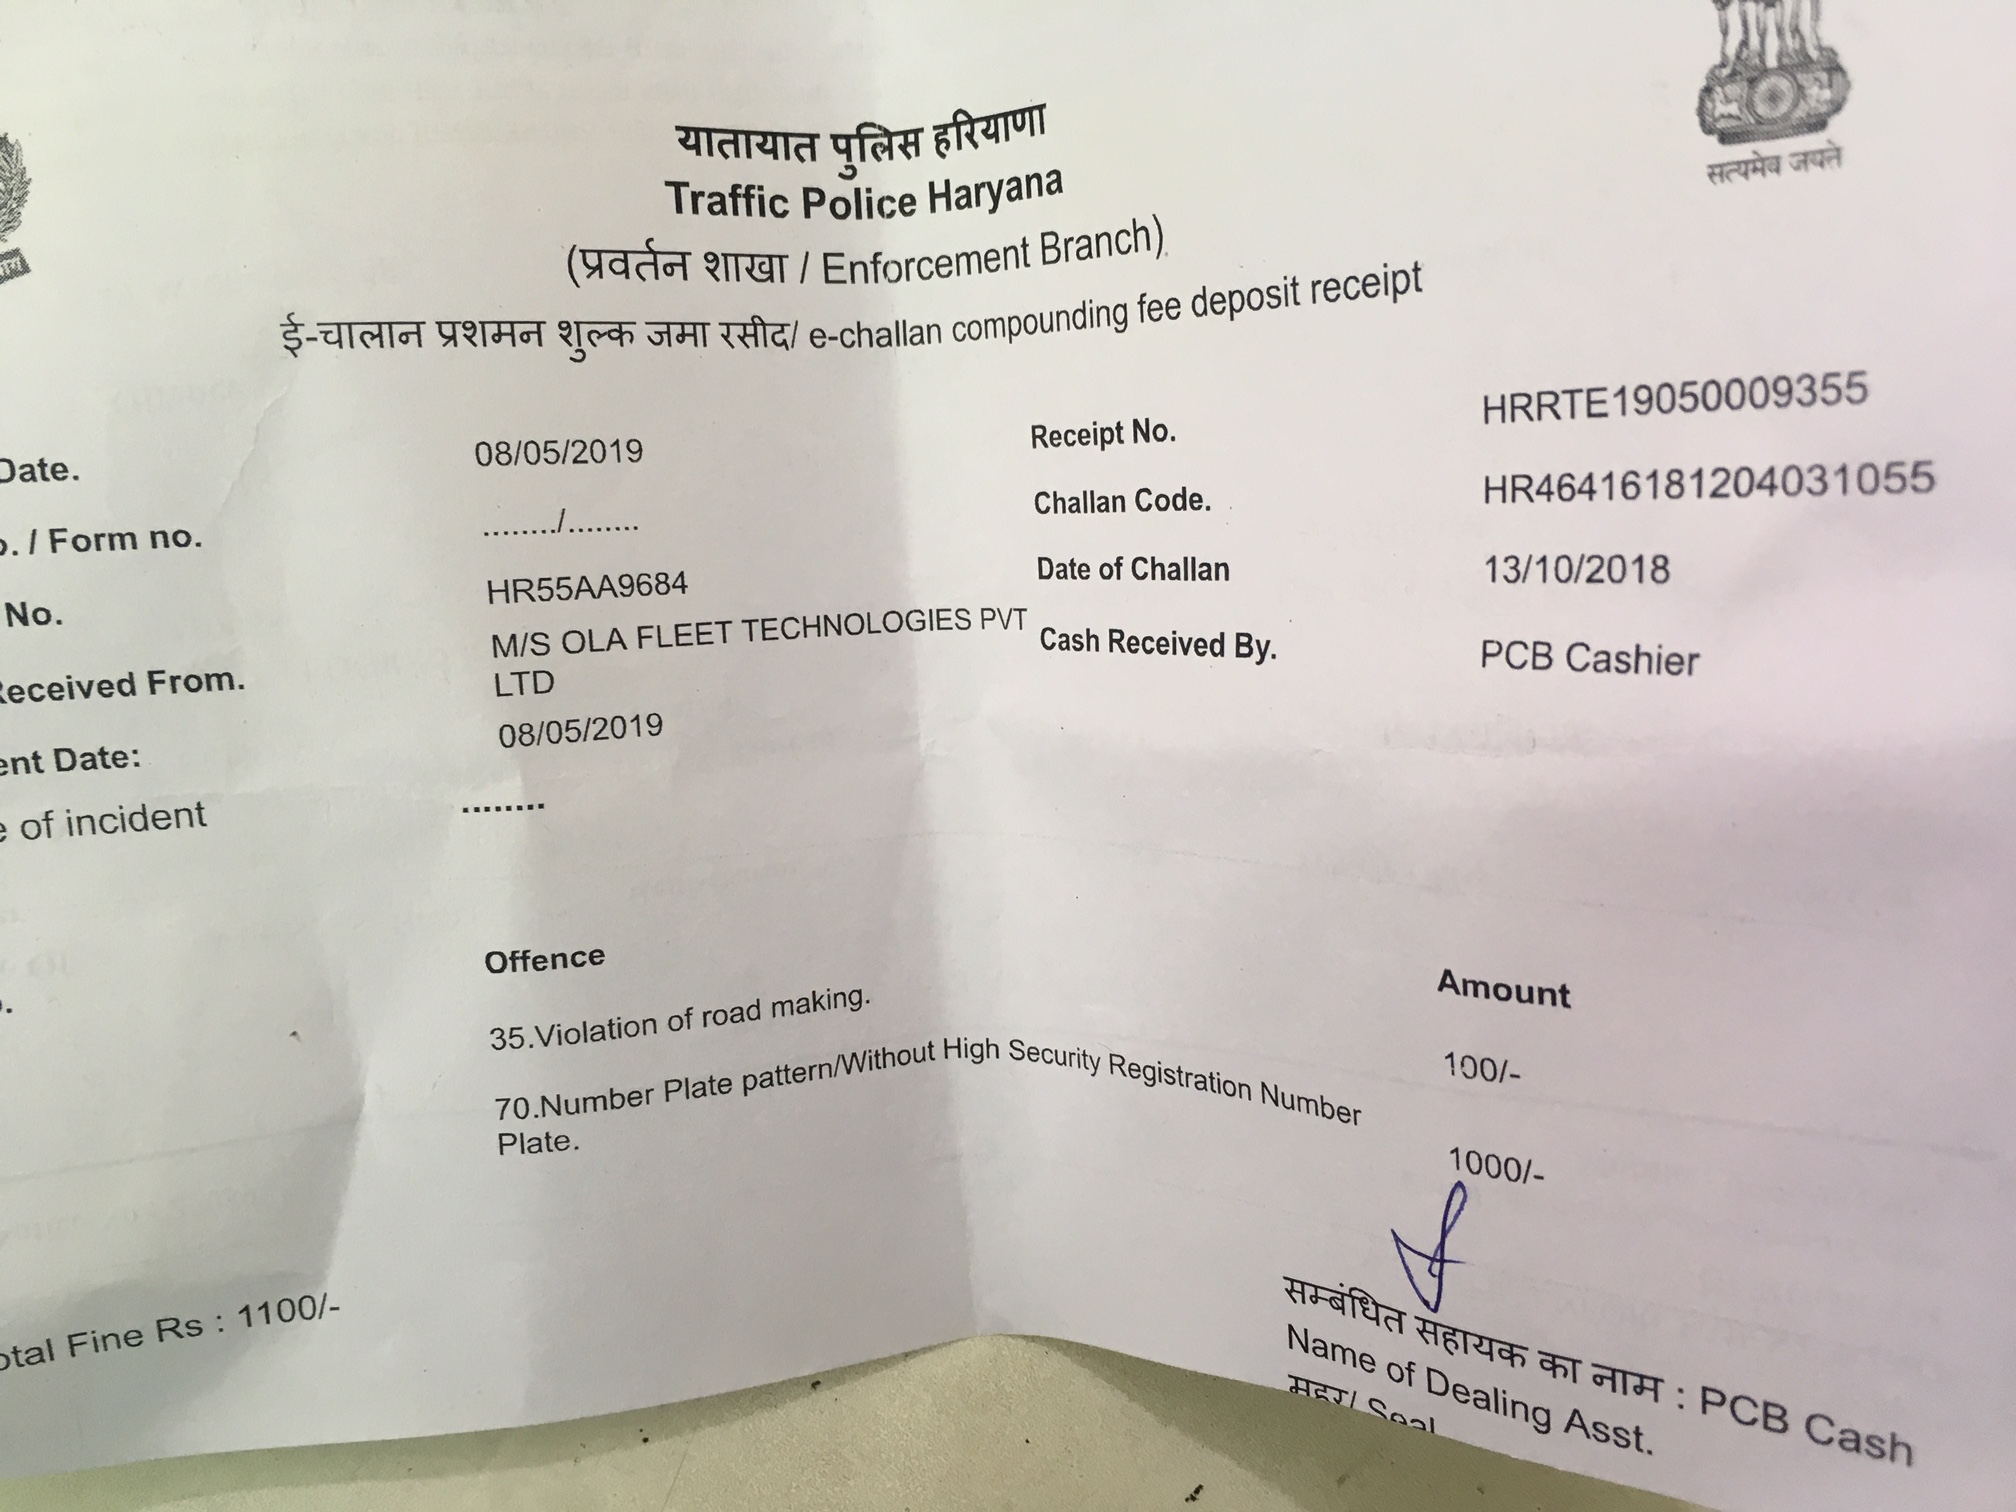 सत्यमेव जयते
यातायात पुलिस हरियाणा
Traffic Police Haryana
(प्रवर्तन शाखा / Enforcement Branch)
ई-चालान प्रशमन शुल्क जमा रसीद/ e-challan compounding fee deposit receipt
Date. 08/05/2019 Receipt No. HRRTE19050009355
. / Form no. ......../........ Challan Code. HR46416181204031055
No. HR55AA9684 Date of Challan 13/10/2018
Received From. M/S OLA FLEET TECHNOLOGIES PVT LTD Cash Received By. PCB Cashier
ent Date: 08/05/2019
e of incident ........
Offence Amount
35.Violation of road making. 100/-
70.Number Plate pattern/Without High Security Registration Number
Plate. 1000/-
otal Fine Rs : 1100/-
सम्बंधित सहायक का नाम : PCB Cash
Name of Dealing Asst.
मुहर/ Seal